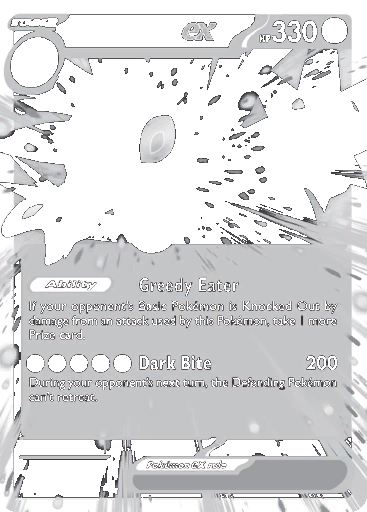 ex
HP 330
Ability Greedy Eater
If your opponent's Basic Pokémon is Knocked Out by
damage from an attack used by this Pokémon, take 1 more
Prize card.
Dark Bite 200
During your opponent's next turn, the Defending Pokémon
can't retreat.
Pokémon EX rule